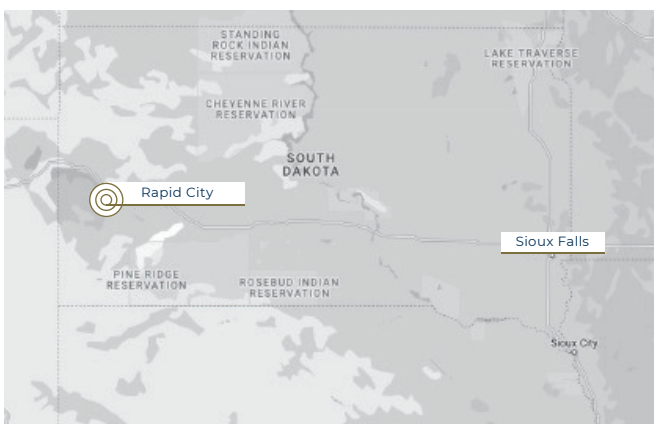 STANDING
ROCK INDIAN
RESERVATION
LAKE TRAVERSE
RESERVATION
CHEYENNE RIVER
RESERVATION
SOUTH
DAKOTA
Rapid City
Sioux Falls
PINE RIDGE
RESERVATION
ROSEBUD INDIAN
RESERVATION
Sioux City